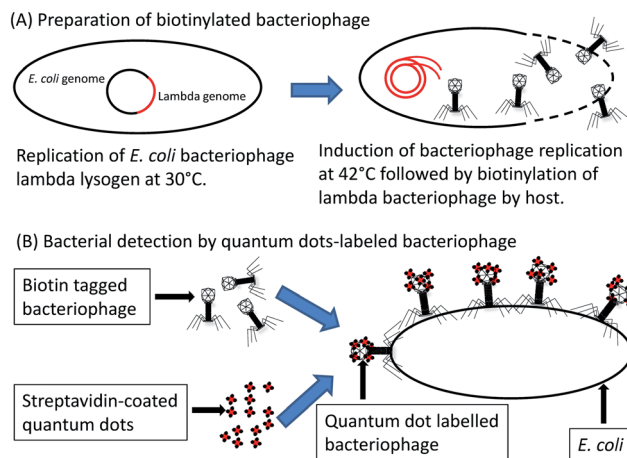 (A) Preparation of biotinylated bacteriophage
E. coli genome
Lambda genome
Replication of E. coli bacteriophage
lambda lysogen at 30°C.
Induction of bacteriophage replication
at 42°C followed by biotinylation of
lambda bacteriophage by host.
(B) Bacterial detection by quantum dots-labeled bacteriophage
Biotin tagged
bacteriophage
Streptavidin-coated
quantum dots
Quantum dot labelled
bacteriophage
E. coli